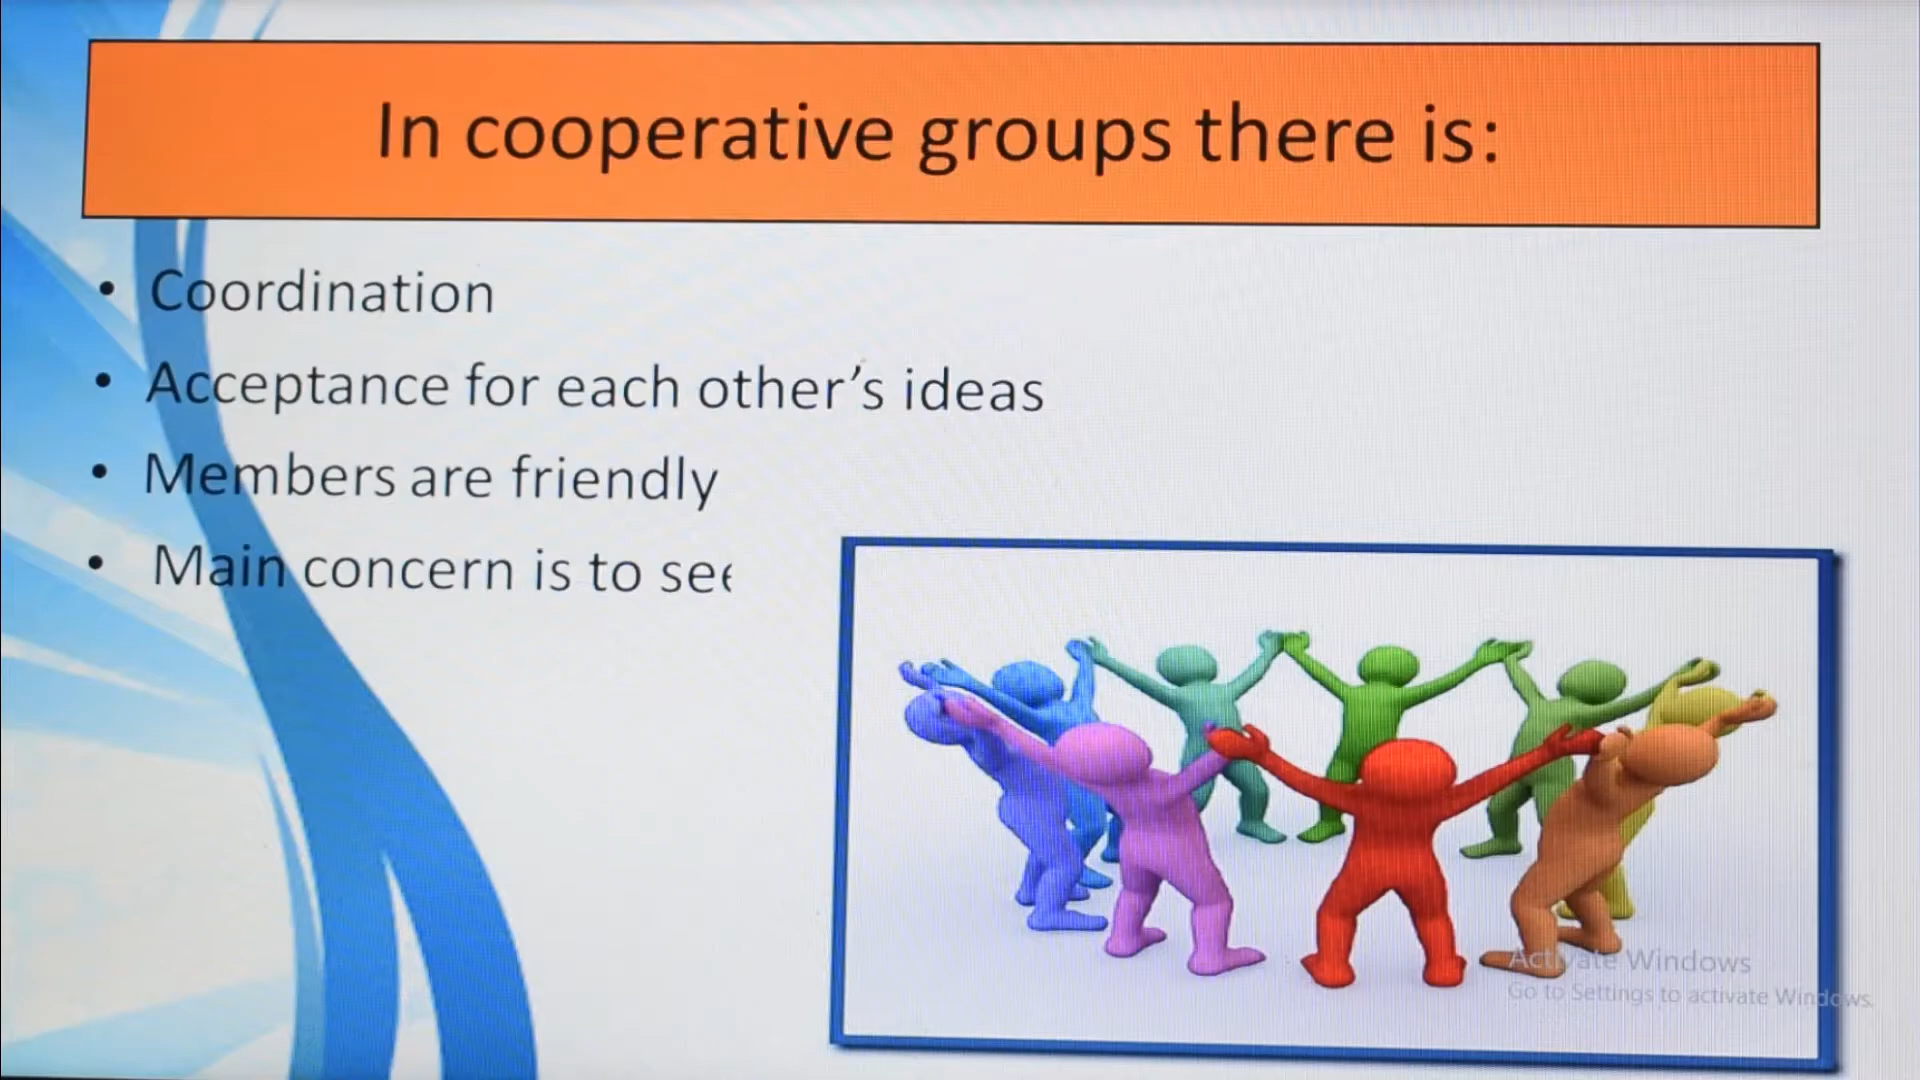 In cooperative groups there is:
• Coordination
• Acceptance for each other’s ideas
• Members are friendly
• Main concern is to
Activate Windows
Go to Settings to activate Windows.